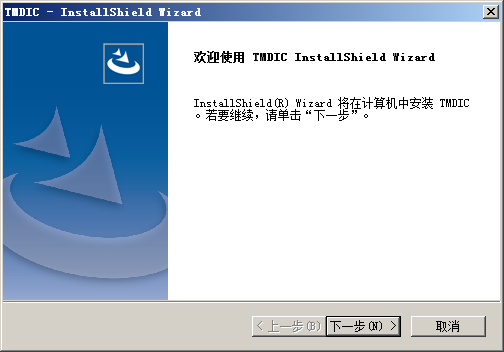 TMDIC - InstallShield Wizard
欢迎使用 TMDIC InstallShield Wizard
InstallShield(R) Wizard 将在计算机中安装 TMDIC
。若要继续，请单击“下一步”。
< 上一步(B) 下一步(N) > 取消